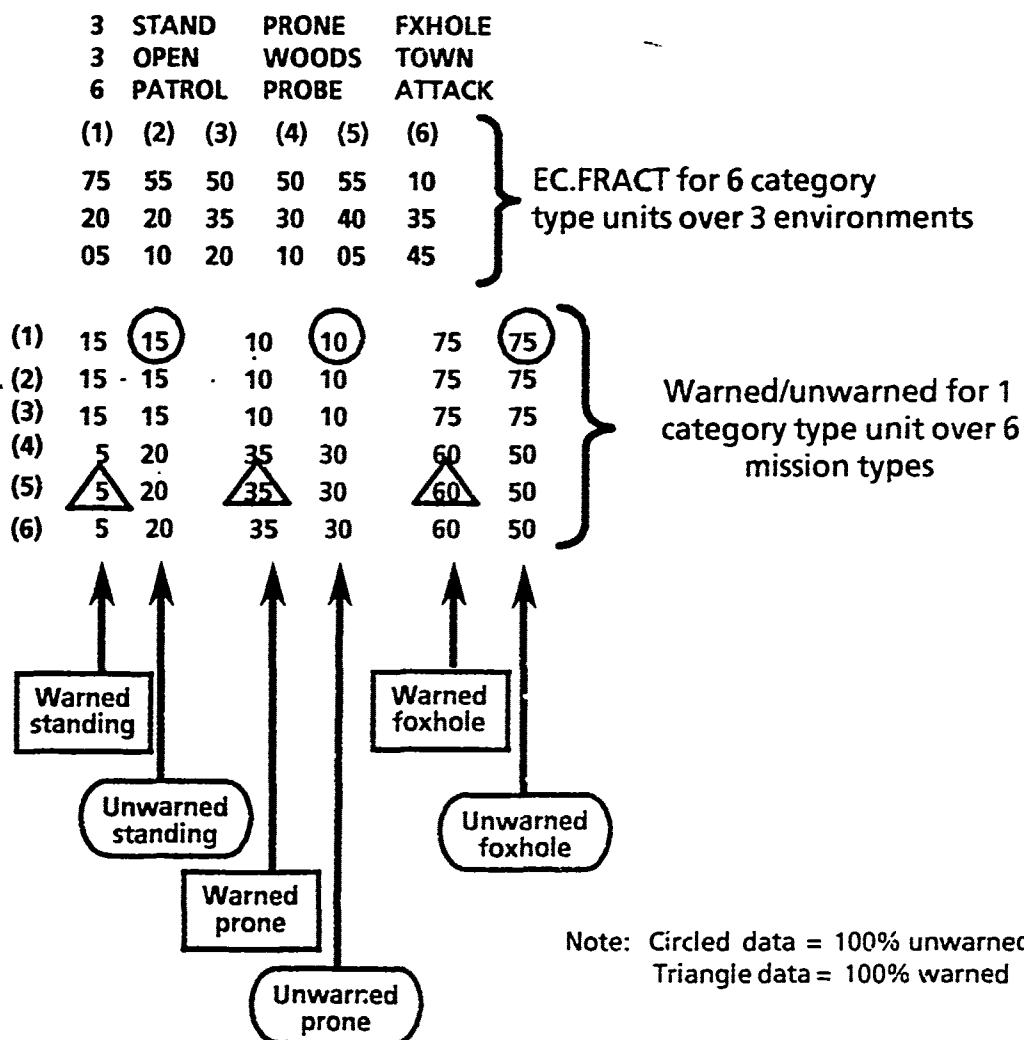 3 STAND PRONE FXHOLE
3 OPEN WOODS TOWN
6 PATROL PROBE ATTACK
(1) (2) (3) (4) (5) (6)
75 55 50 50 55 10
20 20 35 30 40 35
05 10 20 10 05 45
EC.FRACT for 6 category
type units over 3 environments
(1) 15 15 10 10 75 75
(2) 15 15 10 10 75 75
(3) 15 15 10 10 75 75
(4) 5 20 35 30 60 50
(5) 5 20 35 30 60 50
(6) 5 20 35 30 60 50
Warned/unwarned for 1
category type unit over 6
mission types
Warned
standing
Warned
foxhole
Unwarned
standing
Unwarned
foxhole
Warned
prone
Unwarned
prone
Note: Circled data = 100% unwarned
Triangle data = 100% warned